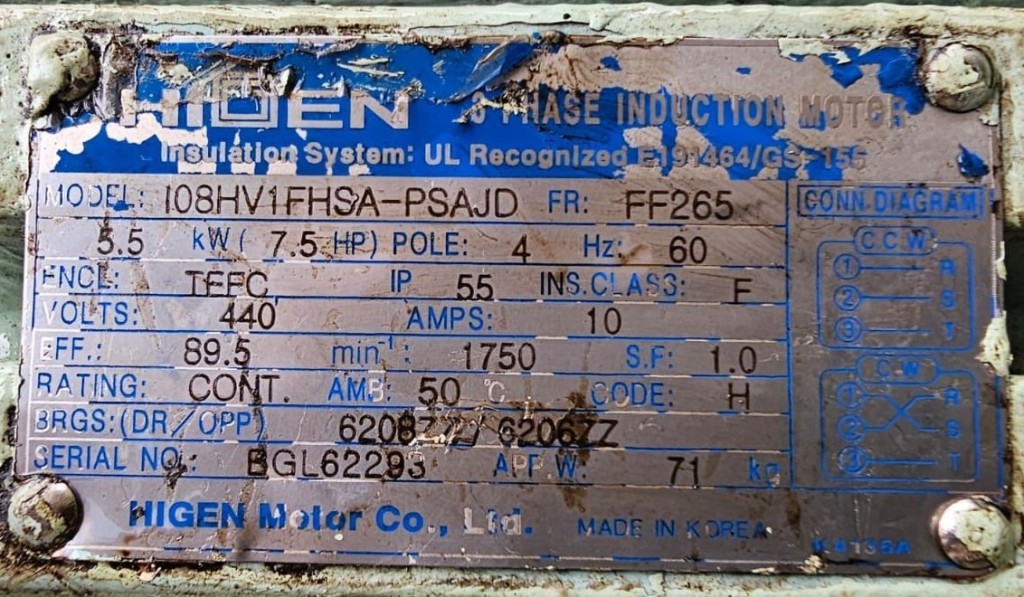 HIGEN 3 PHASE INDUCTION MOTOR
Insulation System: UL Recognized E191464/GSI-155
MODEL: I08HV1FHSA-PSAJD FR: FF265
5.5 kW ( 7.5 HP) POLE: 4 Hz: 60
ENCL: TEFC IP 55 INS.CLASS: F
VOLTS: 440 AMPS: 10
EFF.: 89.5 min⁻¹: 1750 S.F: 1.0
RATING: CONT. AMB: 50 °C CODE: H
BRGS:(DR/OPP) 6208ZZ/ 6206ZZ
SERIAL NO.: BGL62293 APP.W: 71 kg
CONN.DIAGRAM
C.C.W
1 R
2 S
3 T
C.W
1 R
2 S
3 T
HIGEN Motor Co., Ltd. MADE IN KOREA